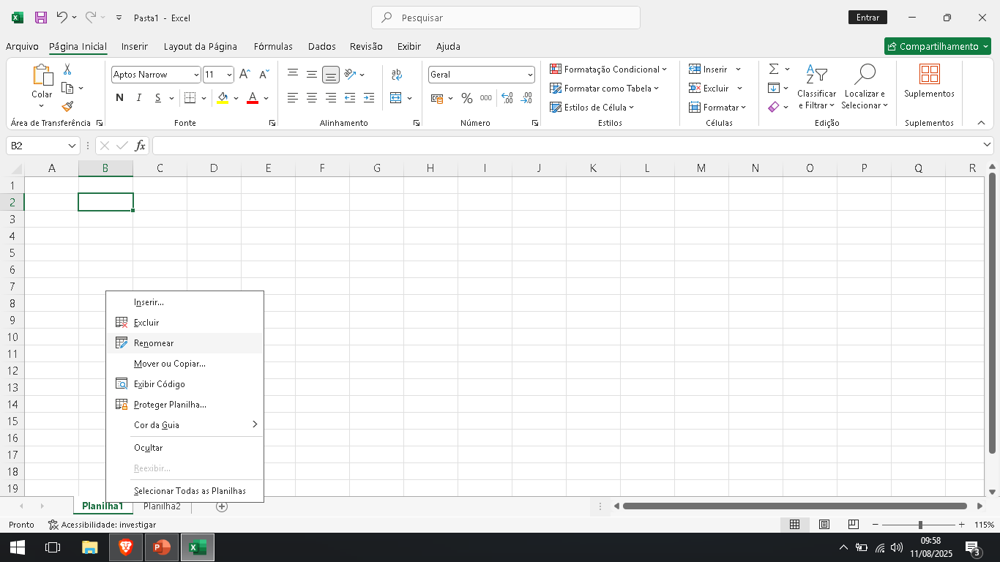 Pasta1 - Excel
Pesquisar
Entrar
Arquivo Página Inicial Inserir Layout da Página Fórmulas Dados Revisão Exibir Ajuda
Compartilhamento
Colar
Área de Transferência
Aptos Narrow 11
N I S A
Fonte
ab
Alinhamento
Geral
% 000
Número
Formatação Condicional
Formatar como Tabela
Estilos de Célula
Estilos
Inserir
Excluir
Formatar
Células
Classificar
e Filtrar
Localizar e
Selecionar
Edição
Suplementos
Suplementos
B2
fx
A B C D E F G H I J K L M N O P Q R
1
2
3
4
5
6
7
8
9
10
11
12
13
14
15
16
17
18
19
Inserir...
Excluir
Renomear
Mover ou Copiar...
Exibir Código
Proteger Planilha...
Cor da Guia
Ocultar
Reexibir...
Selecionar Todas as Planilhas
Planilha1 Planilha2
Pronto Acessibilidade: investigar
115%
09:58
11/08/2025
3